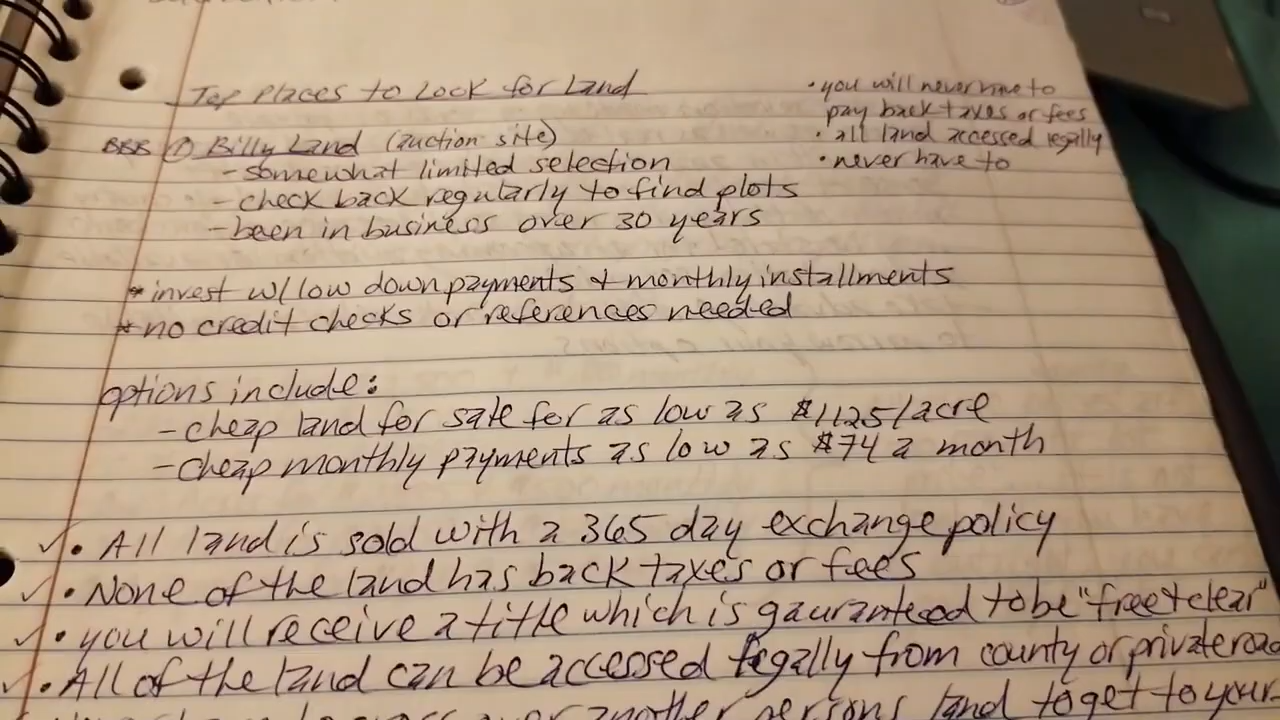 Top Places to Look for Land
BBB ① Billy Land (auction site)
- somewhat limited selection
- check back regularly to find plots
- been in business over 30 years
• you will never have to
pay back taxes or fees
• all land accessed legally
• never have to
* invest w/ low down payments & monthly installments
* no credit checks or references needed
options include:
- cheap land for sale for as low as $1125/acre
- cheap monthly payments as low as $74 a month
✓ • All land is sold with a 365 day exchange policy
✓ • None of the land has back taxes or fees
✓ • you will receive a title which is gauranteed to be "free + clear"
✓ • All of the land can be accessed legally from county or private road
over another persons land to get to your